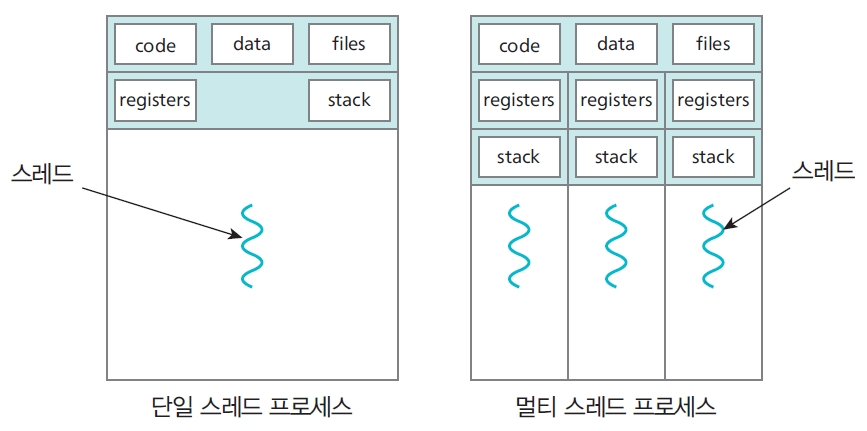 code data files
registers stack
스레드
단일 스레드 프로세스
code data files
registers registers registers
stack stack stack
스레드
멀티 스레드 프로세스